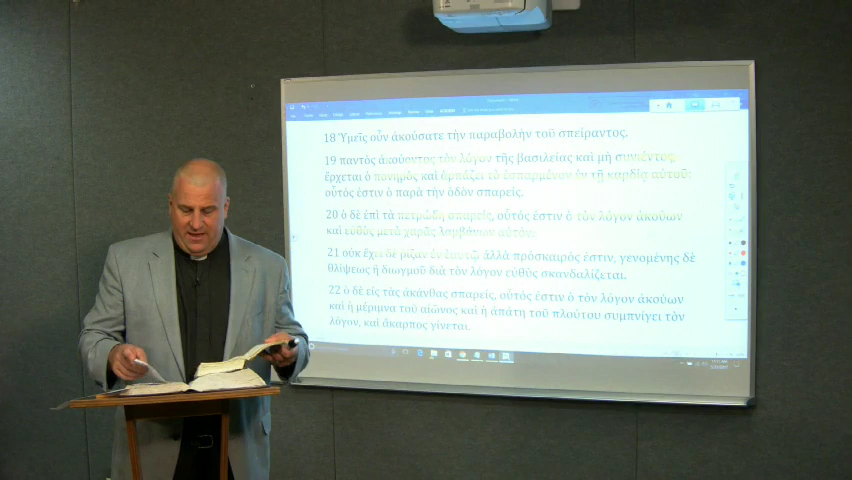 18 Ὑμεῖς οὖν ἀκούσατε τὴν παραβολὴν τοῦ σπείραντος.
19 παντὸς ἀκούοντος τὸν λόγον τῆς βασιλείας καὶ μὴ συνιέντος,
ἔρχεται ὁ πονηρὸς καὶ ἁρπάζει τὸ ἐσπαρμένον ἐν τῇ καρδίᾳ αὐτοῦ·
οὗτός ἐστιν ὁ παρὰ τὴν ὁδὸν σπαρείς.
20 ὁ δὲ ἐπὶ τὰ πετρώδη σπαρείς, οὗτός ἐστιν ὁ τὸν λόγον ἀκούων
καὶ εὐθὺς μετὰ χαρᾶς λαμβάνων αὐτόν·
21 οὐκ ἔχει δὲ ῥίζαν ἐν ἑαυτῷ ἀλλὰ πρόσκαιρός ἐστιν, γενομένης δὲ
θλίψεως ἢ διωγμοῦ διὰ τὸν λόγον εὐθὺς σκανδαλίζεται.
22 ὁ δὲ εἰς τὰς ἀκάνθας σπαρείς, οὗτός ἐστιν ὁ τὸν λόγον ἀκούων
καὶ ἡ μέριμνα τοῦ αἰῶνος καὶ ἡ ἀπάτη τοῦ πλούτου συμπνίγει τὸν
λόγον, καὶ ἄκαρπος γίνεται.